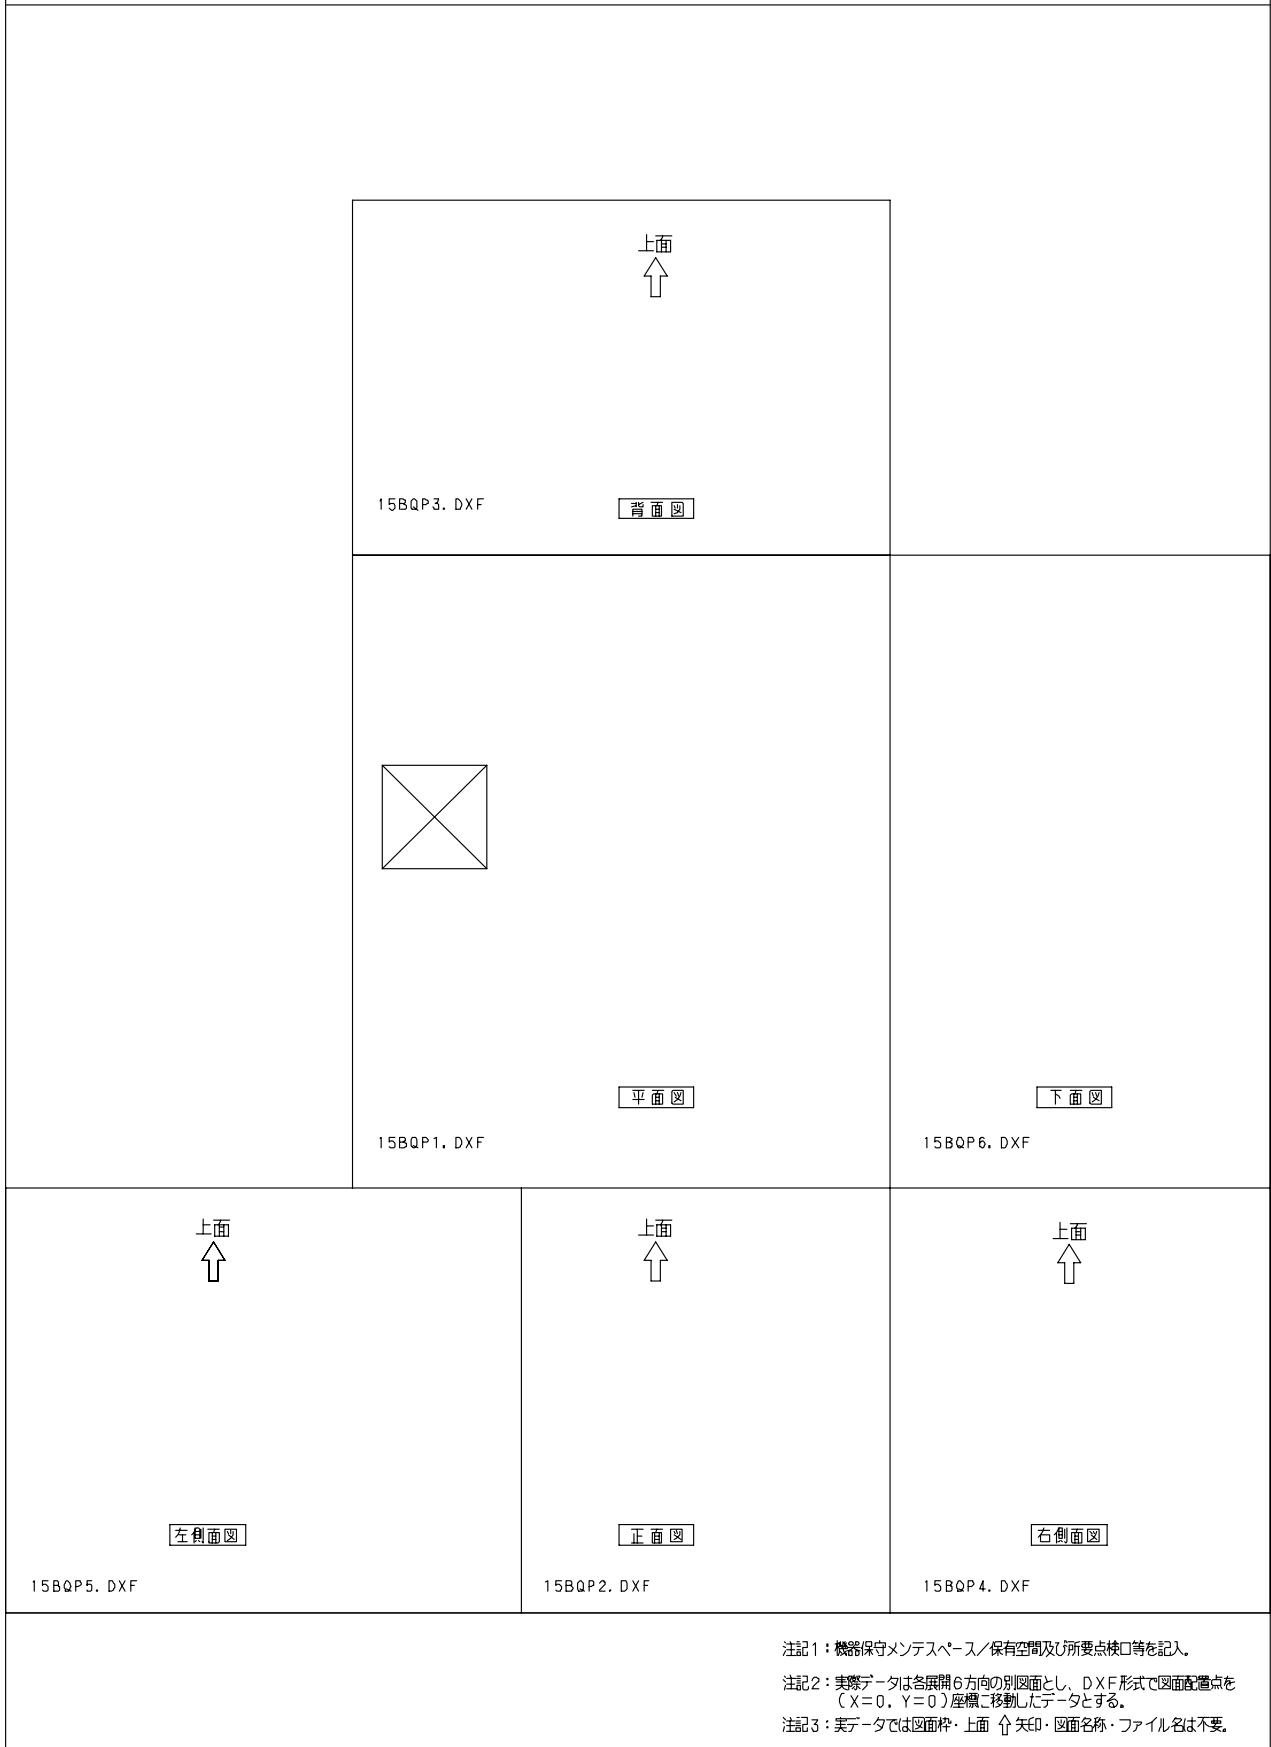 上面
15BQP3.DXF
背面図
平面図
下面図
15BQP1.DXF
15BQP6.DXF
上面
上面
上面
左側面図
正面図
右側面図
15BQP5.DXF
15BQP2.DXF
15BQP4.DXF
注記1：機器保守メンテスペース／保有空間及び所要点検口等を記入。
注記2：実際データは各展開6方向の別図面とし、DXF形式で図面配置点を
（X=0，Y=0）座標に移動したデータとする。
注記3：実データでは図面枠・上面 ⇧ 矢印・図面名称・ファイル名は不要。